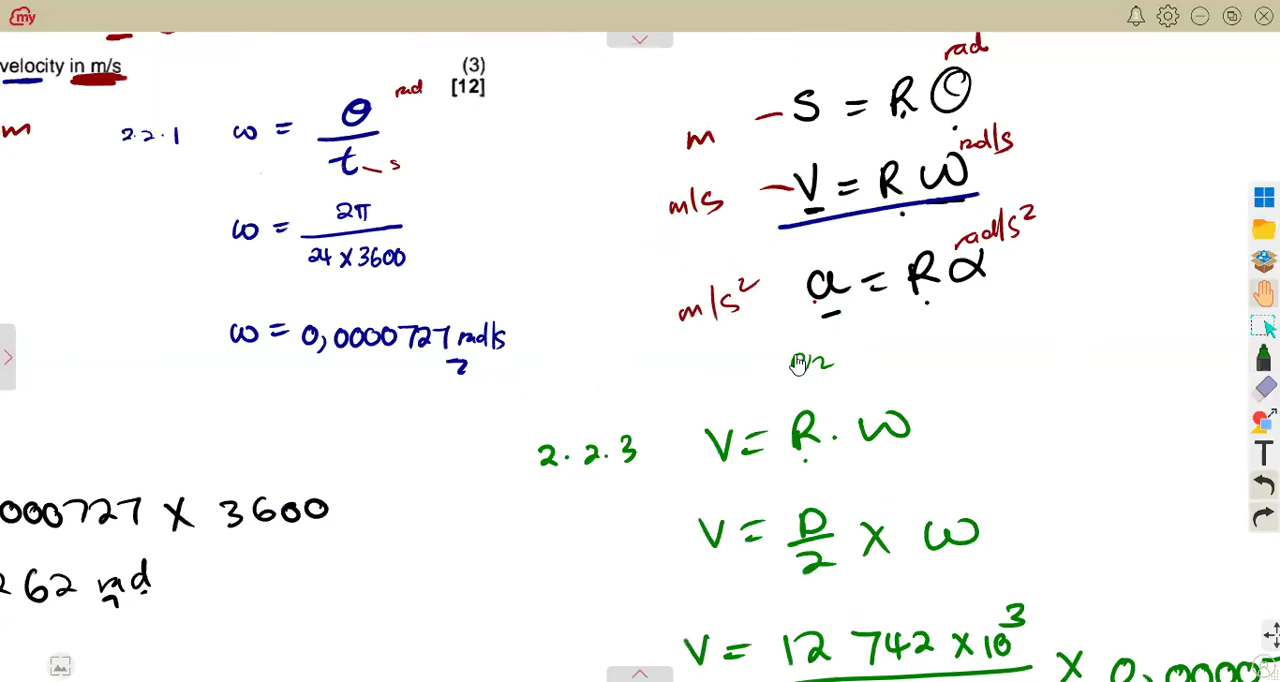 my
velocity in m/s
(3)
[12]
m
2.2.1 ω = θ rad / t – s
ω = 2π / 24 × 3600
ω = 0,0000727 rad/s
000727 × 3600
262 rad
m – S = R θ rad
m/s – V = R ω rad/s
m/s² a = R α rad/s²
2.2.3 V = R . ω
V = D/2 × ω
V = 12 742 × 10³ × 0,0000
T